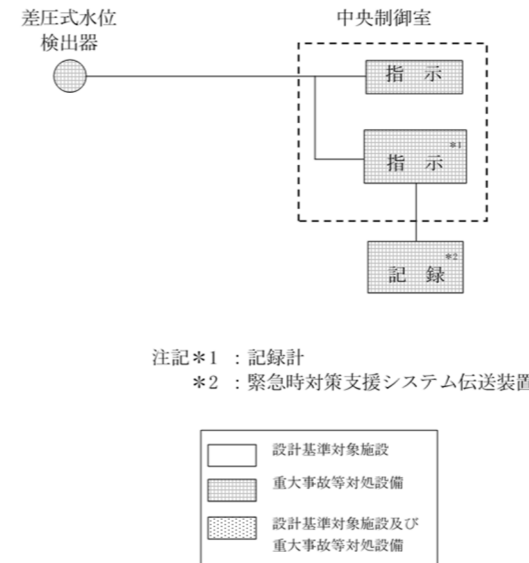 差圧式水位
検出器
中央制御室
指 示
指 示 *1
記 録 *2
注記*1 :記録計
*2 :緊急時対策支援システム伝送装置
設計基準対象施設
重大事故等対処設備
設計基準対象施設及び
重大事故等対処設備